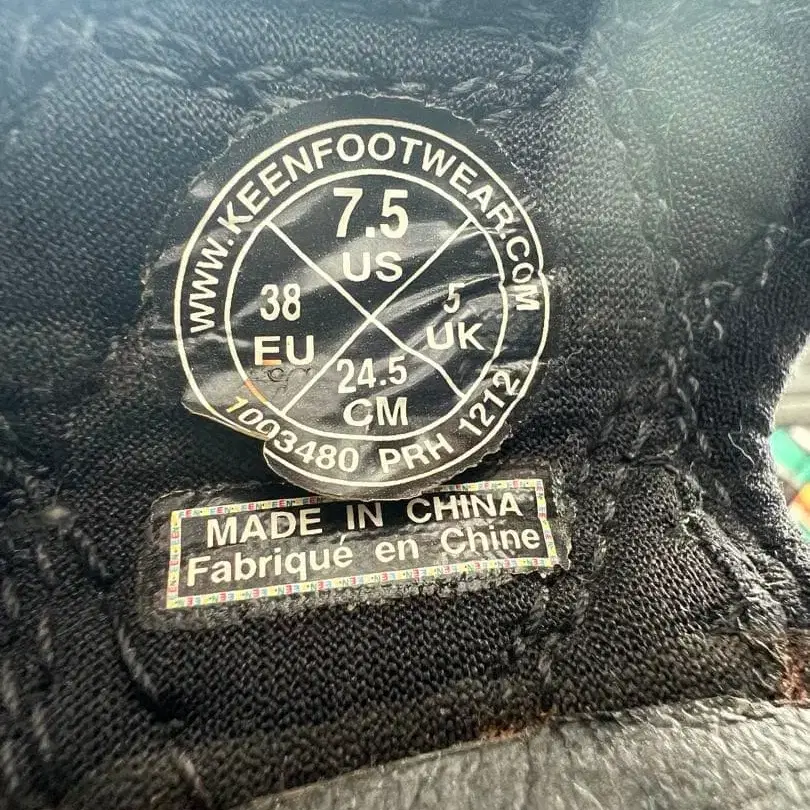 WWW.KEENFOOTWEAR.COM
7.5
US
38
EU
5
UK
24.5
CM
1003480 PRH 1212
MADE IN CHINA
Fabriqué en Chine